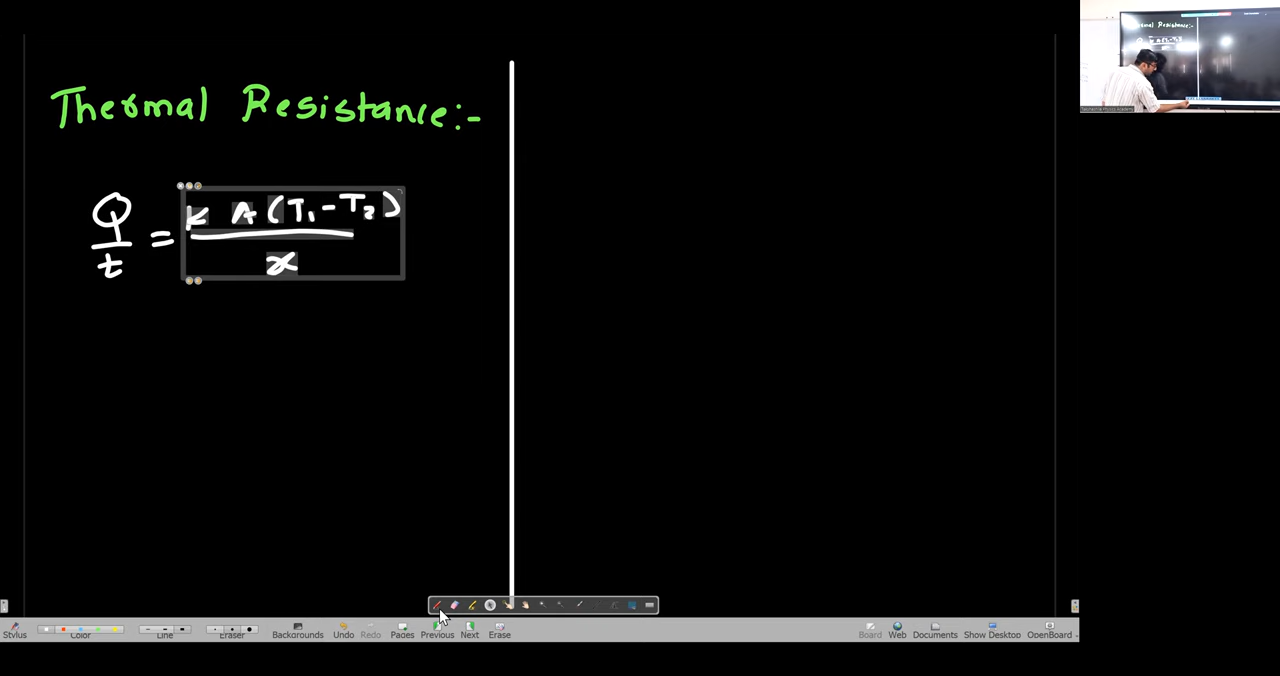 Thermal Resistance:-
Q/t = K A (T₁ - T₂) / x
Stylus
Color
Line
Eraser
Backgrounds
Undo
Redo
Pages
Previous
Next
Erase
Board
Web
Documents
Show Desktop
OpenBoard